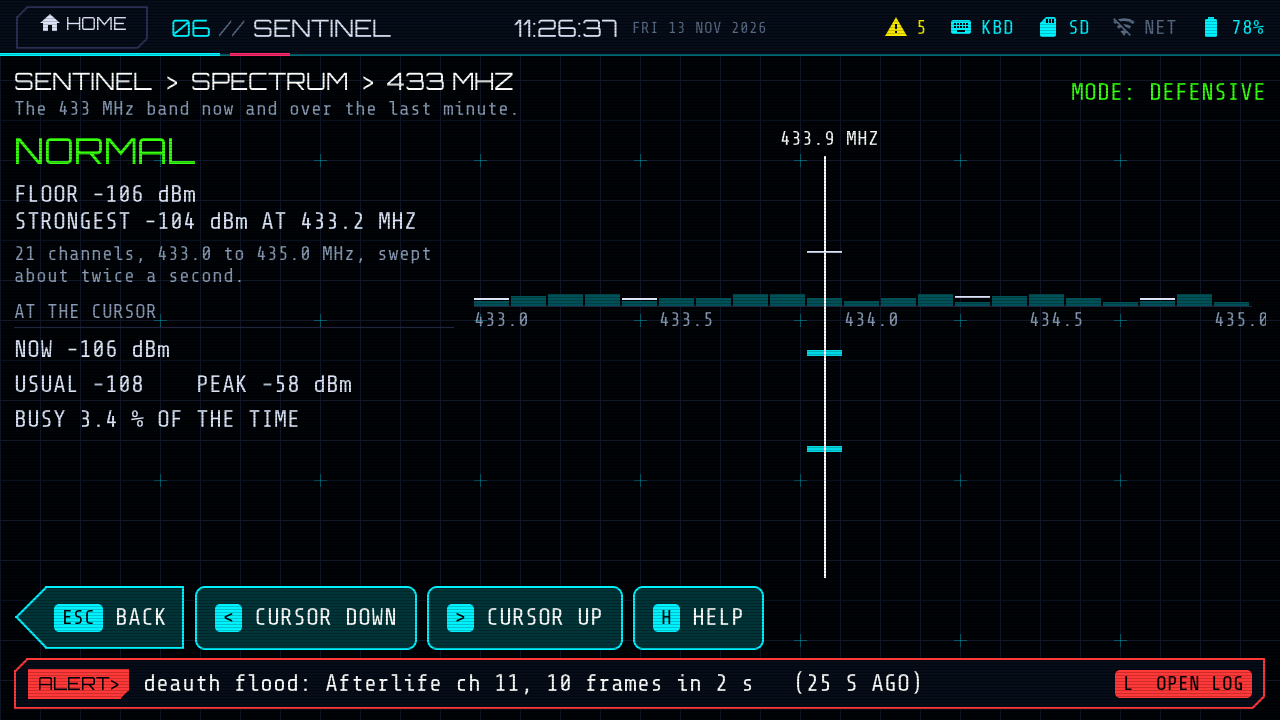 HOME
06 // SENTINEL
11:26:37 FRI 13 NOV 2026
5 KBD SD NET 78%
SENTINEL > SPECTRUM > 433 MHZ
The 433 MHz band now and over the last minute.
MODE: DEFENSIVE
NORMAL
FLOOR -106 dBm
STRONGEST -104 dBm AT 433.2 MHZ
21 channels, 433.0 to 435.0 MHz, swept
about twice a second.
AT THE CURSOR
NOW -106 dBm
USUAL -108 PEAK -58 dBm
BUSY 3.4 % OF THE TIME
433.9 MHZ
433.0 433.5 434.0 434.5 435.0
ESC BACK < CURSOR DOWN > CURSOR UP H HELP
ALERT> deauth flood: Afterlife ch 11, 10 frames in 2 s (25 S AGO) L OPEN LOG